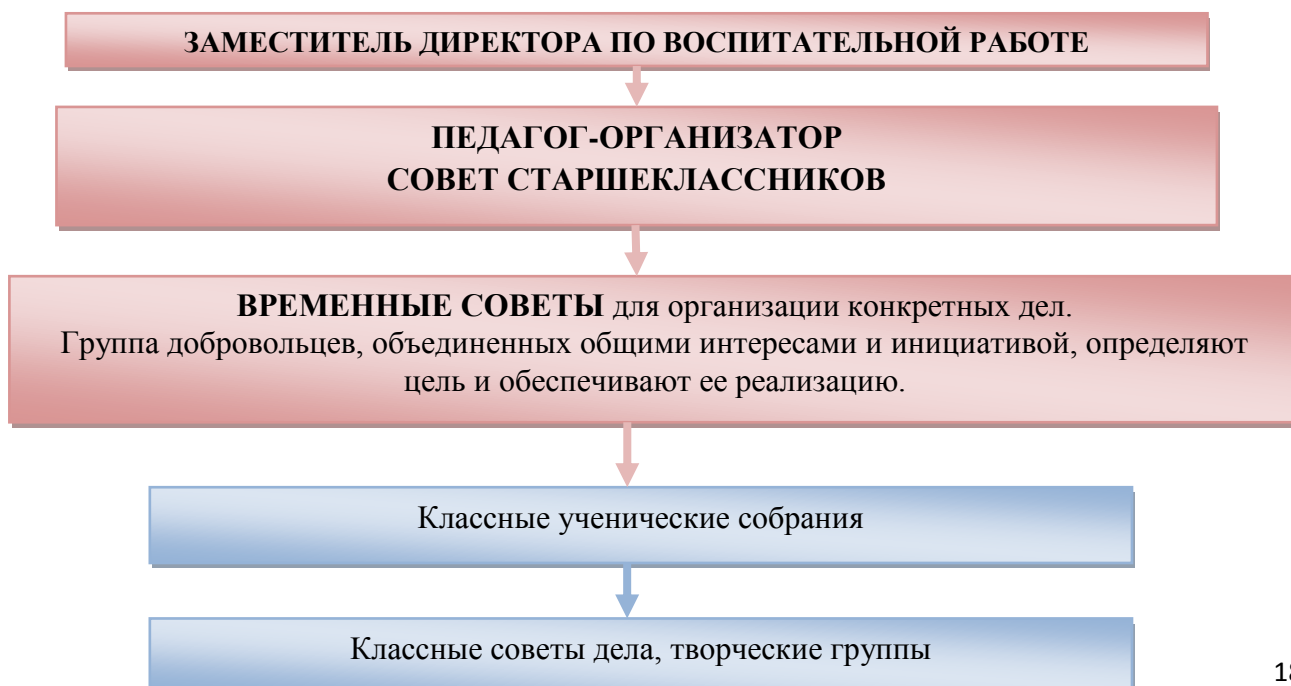 ЗАМЕСТИТЕЛЬ ДИРЕКТОРА ПО ВОСПИТАТЕЛЬНОЙ РАБОТЕ
ПЕДАГОГ-ОРГАНИЗАТОР
СОВЕТ СТАРШЕКЛАССНИКОВ
ВРЕМЕННЫЕ СОВЕТЫ для организации конкретных дел.
Группа добровольцев, объединенных общими интересами и инициативой, определяют
цель и обеспечивают ее реализацию.
Классные ученические собрания
Классные советы дела, творческие группы
18